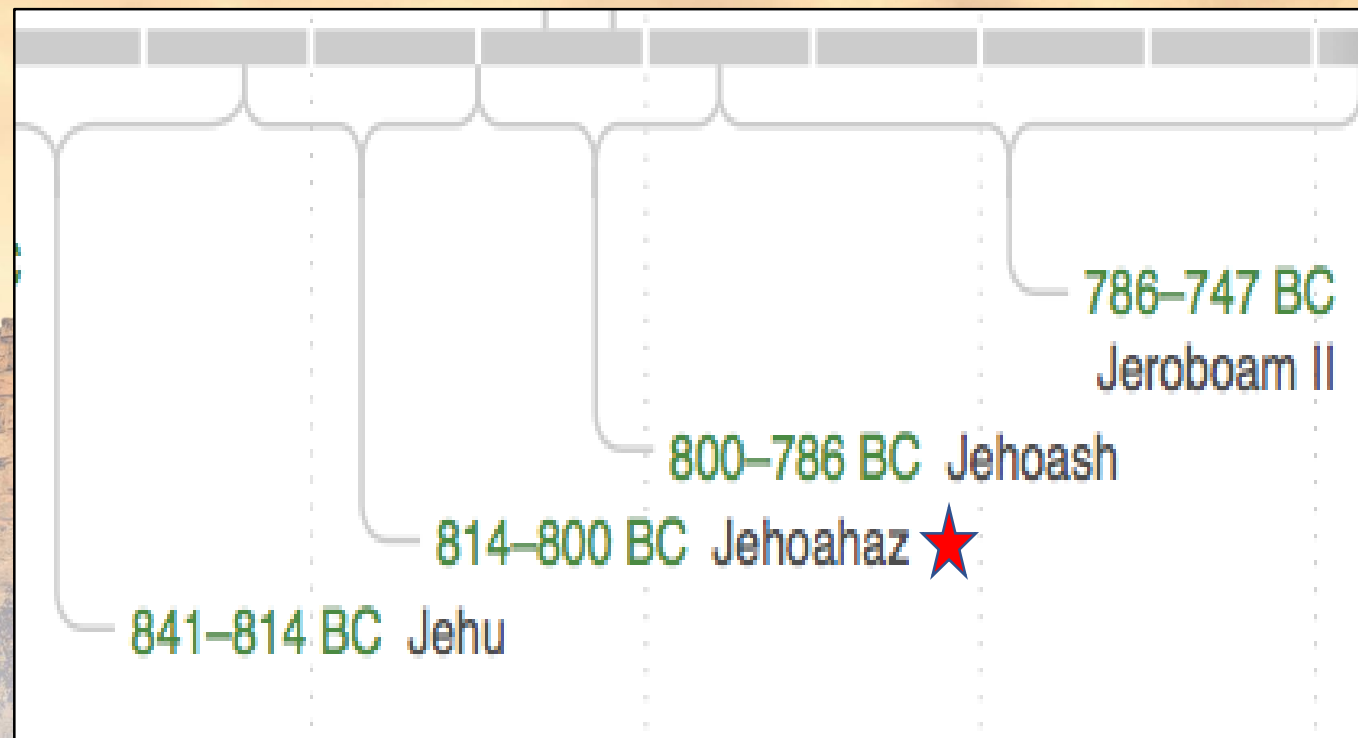 786–747 BC
Jeroboam II
800–786 BC Jehoash
814–800 BC Jehoahaz
841–814 BC Jehu